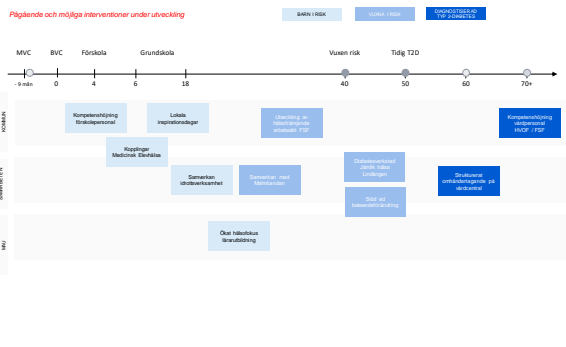 Pågående och möjliga interventioner under utveckling
BARN I RISK
VUXNA I RISK
DIAGNOSTISERAD
TYP 2-DIABETES
MVC
BVC
Förskola
Grundskola
Vuxen risk
Tidig T2D
- 9 mån
0
4
6
18
40
50
60
70+
KOMMUN
Kompetenshöjning
förskolepersonal
Lokala
inspirationsdagar
Utveckling av
hälsofrämjande
arbetssätt FSF
Kompetenshöjning
vårdpersonal
HVOF / FSF
Kopplingar
Medicinsk Elevhälsa
Samverkan
idrottsverksamhet
Samverkan med
Malmöandan
Diabetesverkstad
Jämlik hälsa
Lindängen
Stöd vid
beteendeförändring
Strukturerat
omhändertagande på
vårdcentral
MAU
Ökat hälsofokus
lärarutbildning